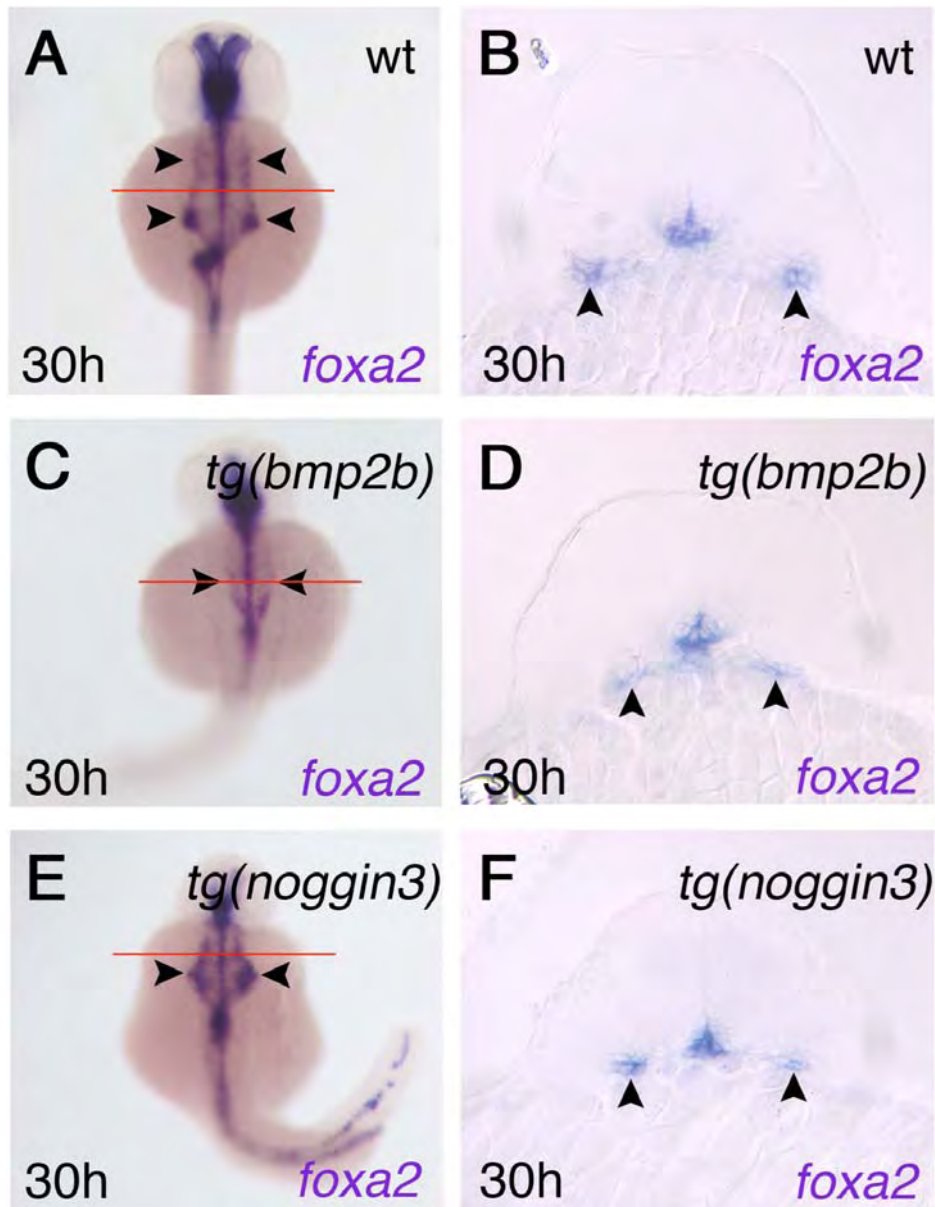 A wt
30h foxa2
B wt
30h foxa2
C tg(bmp2b)
30h foxa2
D tg(bmp2b)
30h foxa2
E tg(noggin3)
30h foxa2
F tg(noggin3)
30h foxa2